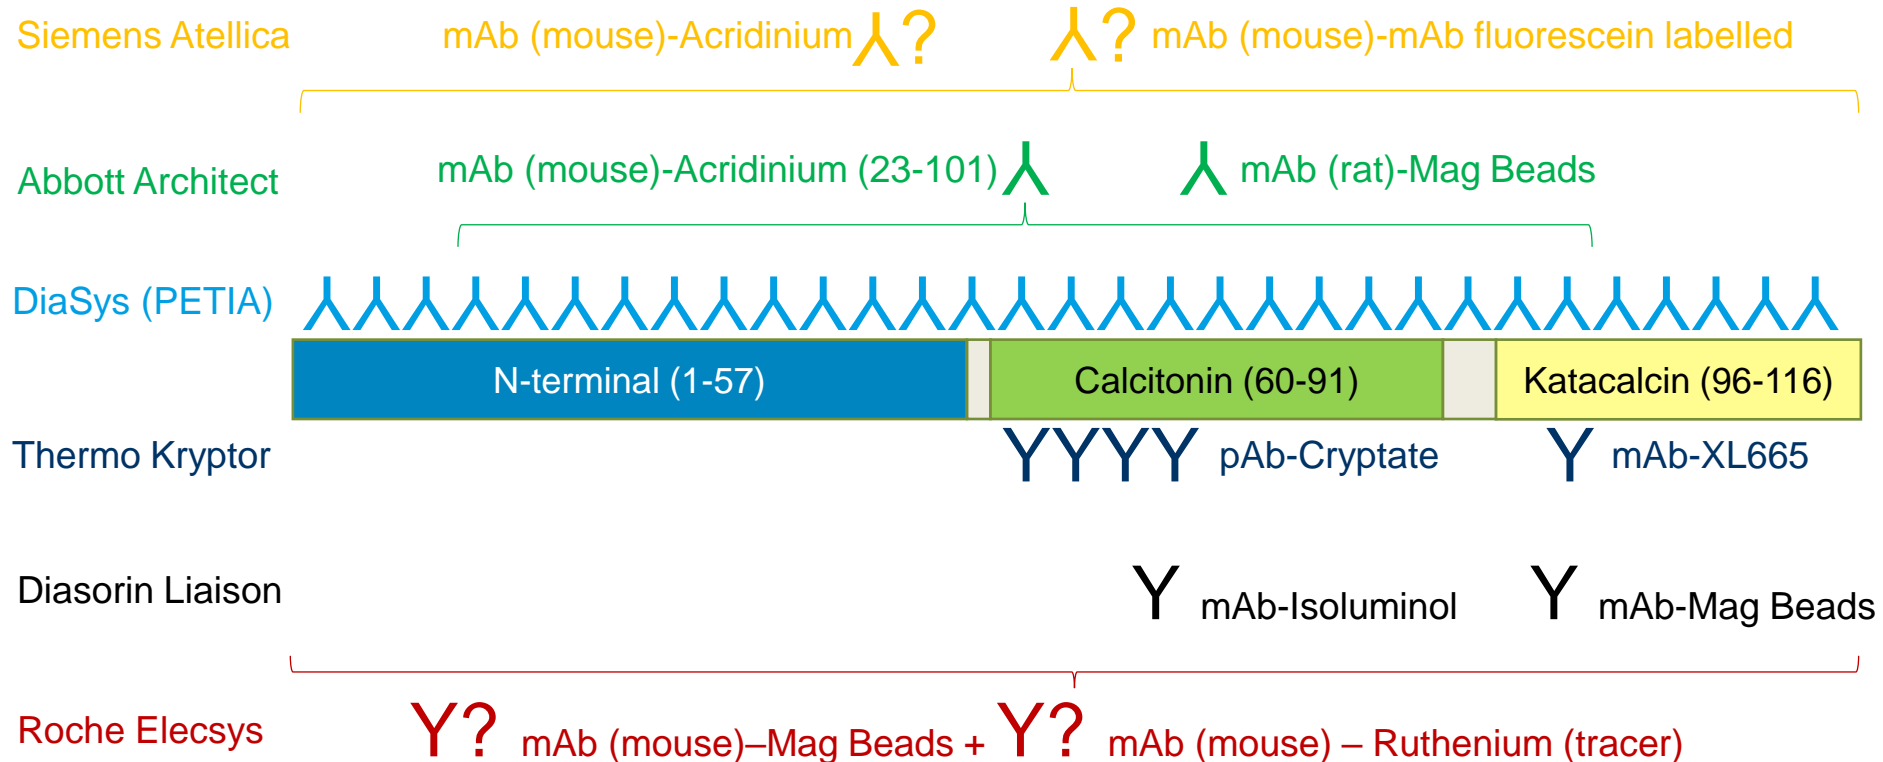 Siemens Atellica mAb (mouse)-Acridinium ? ? mAb (mouse)-mAb fluorescein labelled
Abbott Architect mAb (mouse)-Acridinium (23-101) mAb (rat)-Mag Beads
DiaSys (PETIA)
N-terminal (1-57) Calcitonin (60-91) Katacalcin (96-116)
Thermo Kryptor pAb-Cryptate mAb-XL665
Diasorin Liaison mAb-Isoluminol mAb-Mag Beads
Roche Elecsys ? mAb (mouse)–Mag Beads + ? mAb (mouse) – Ruthenium (tracer)